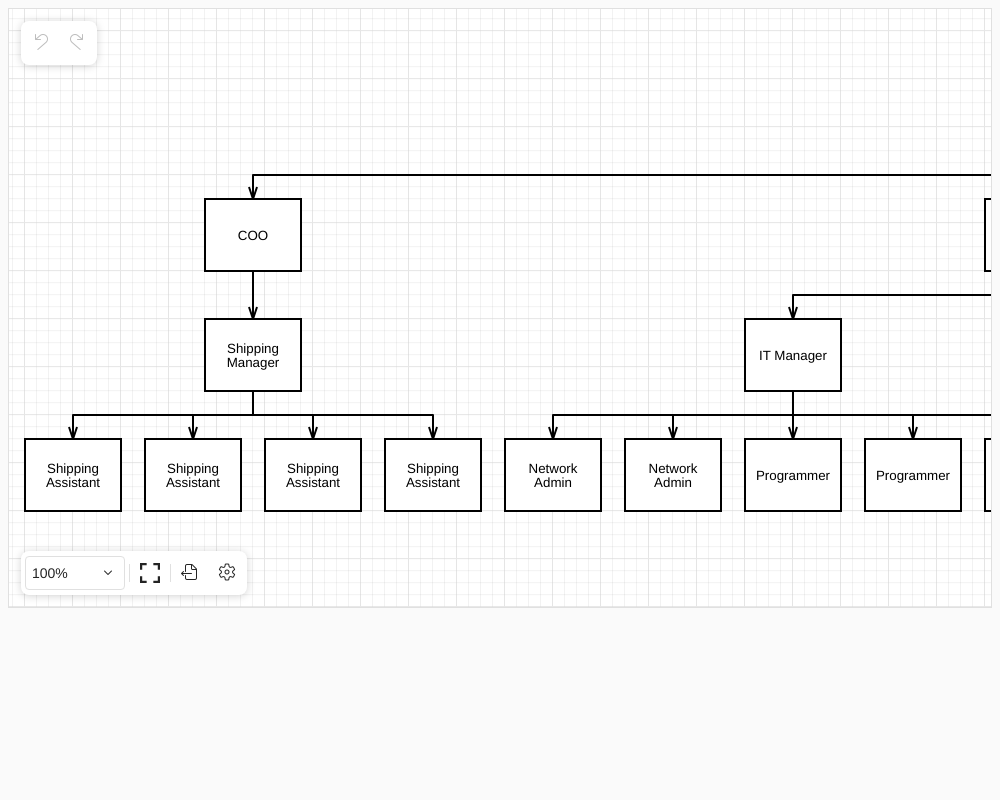 COO
Shipping
Manager
IT Manager
Shipping
Assistant
Shipping
Assistant
Shipping
Assistant
Shipping
Assistant
Network
Admin
Network
Admin
Programmer
Programmer
100%